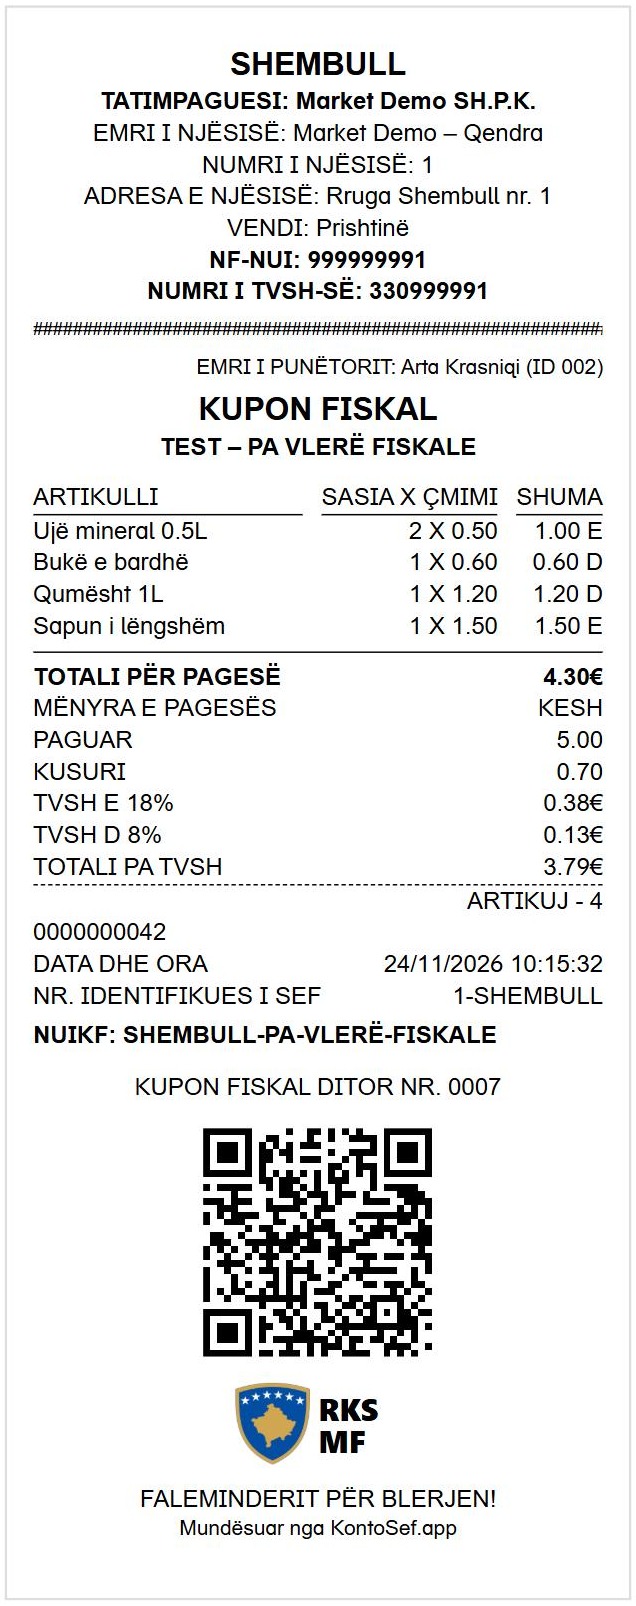 SHEMBULL
TATIMPAGUESI: Market Demo SH.P.K.
EMRI I NJËSISË: Market Demo – Qendra
NUMRI I NJËSISË: 1
ADRESA E NJËSISË: Rruga Shembull nr. 1
VENDI: Prishtinë
NF-NUI: 999999991
NUMRI I TVSH-SË: 330999991
EMRI I PUNËTORIT: Arta Krasniqi (ID 002)
KUPON FISKAL
TEST – PA VLERË FISKALE
ARTIKULLI SASIA X ÇMIMI SHUMA
Ujë mineral 0.5L 2 X 0.50 1.00 E
Bukë e bardhë 1 X 0.60 0.60 D
Qumësht 1L 1 X 1.20 1.20 D
Sapun i lëngshëm 1 X 1.50 1.50 E
TOTALI PËR PAGESË 4.30€
MËNYRA E PAGESËS KESH
PAGUAR 5.00
KUSURI 0.70
TVSH E 18% 0.38€
TVSH D 8% 0.13€
TOTALI PA TVSH 3.79€
ARTIKUJ - 4
0000000042
DATA DHE ORA 24/11/2026 10:15:32
NR. IDENTIFIKUES I SEF 1-SHEMBULL
NUIKF: SHEMBULL-PA-VLERË-FISKALE
KUPON FISKAL DITOR NR. 0007
RKS
MF
FALEMINDERIT PËR BLERJEN!
Mundësuar nga KontoSef.app